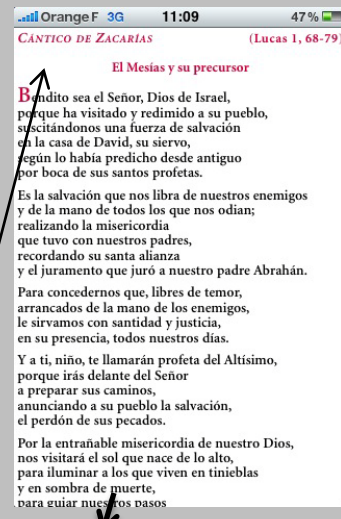 Orange F 3G 11:09 47%
CÁNTICO DE ZACARÍAS (Lucas 1, 68-79)
El Mesías y su precursor
Bendito sea el Señor, Dios de Israel,
porque ha visitado y redimido a su pueblo,
suscitándonos una fuerza de salvación
en la casa de David, su siervo,
según lo había predicho desde antiguo
por boca de sus santos profetas.
Es la salvación que nos libra de nuestros enemigos
y de la mano de todos los que nos odian;
realizando la misericordia
que tuvo con nuestros padres,
recordando su santa alianza
y el juramento que juró a nuestro padre Abrahán.
Para concedernos que, libres de temor,
arrancados de la mano de los enemigos,
le sirvamos con santidad y justicia,
en su presencia, todos nuestros días.
Y a ti, niño, te llamarán profeta del Altísimo,
porque irás delante del Señor
a preparar sus caminos,
anunciando a su pueblo la salvación,
el perdón de sus pecados.
Por la entrañable misericordia de nuestro Dios,
nos visitará el sol que nace de lo alto,
para iluminar a los que viven en tinieblas
y en sombra de muerte,
para guiar nuestros pasos